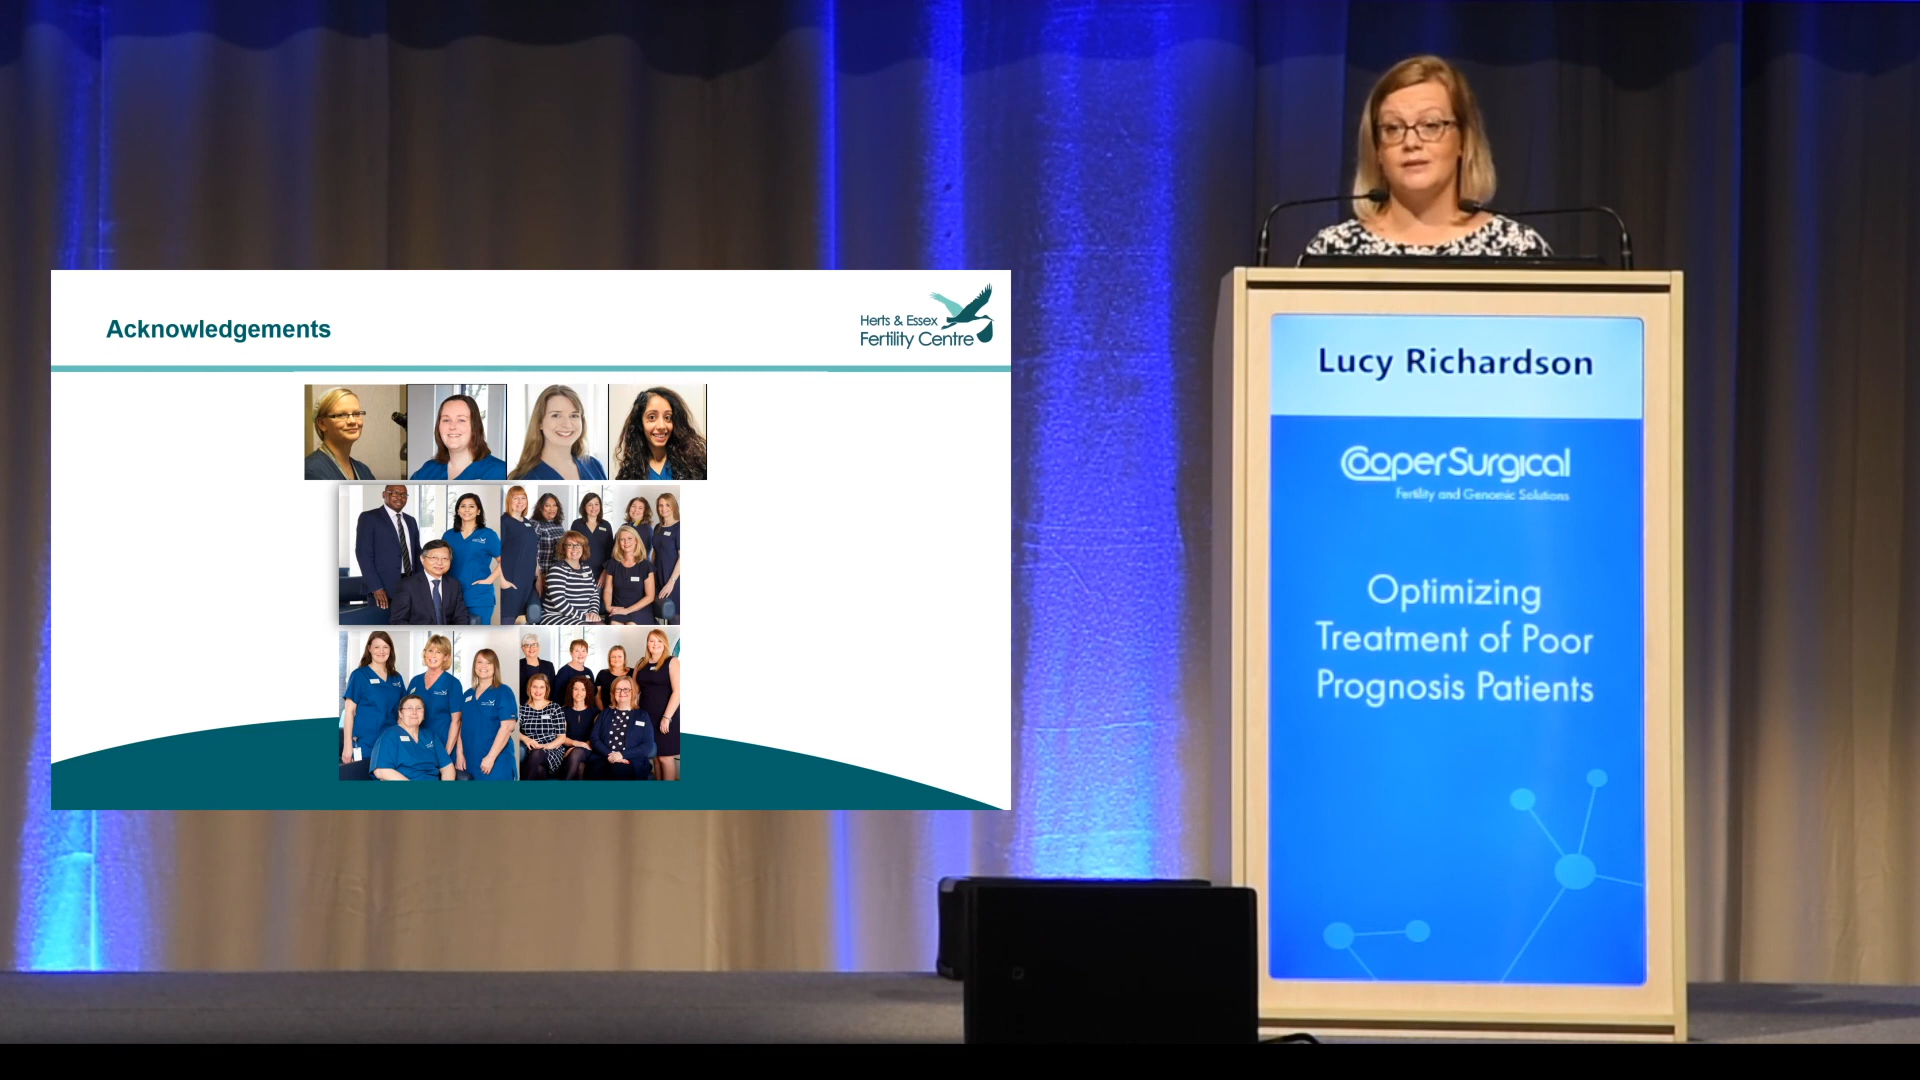 Acknowledgements
Herts & Essex
Fertility Centre
Lucy Richardson
CooperSurgical
Fertility and Genomic Solutions
Optimizing
Treatment of Poor
Prognosis Patients